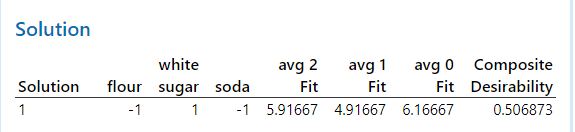 Solution
white avg 2 avg 1 avg 0 Composite
Solution flour sugar soda Fit Fit Fit Desirability
1 -1 1 -1 5.91667 4.91667 6.16667 0.506873